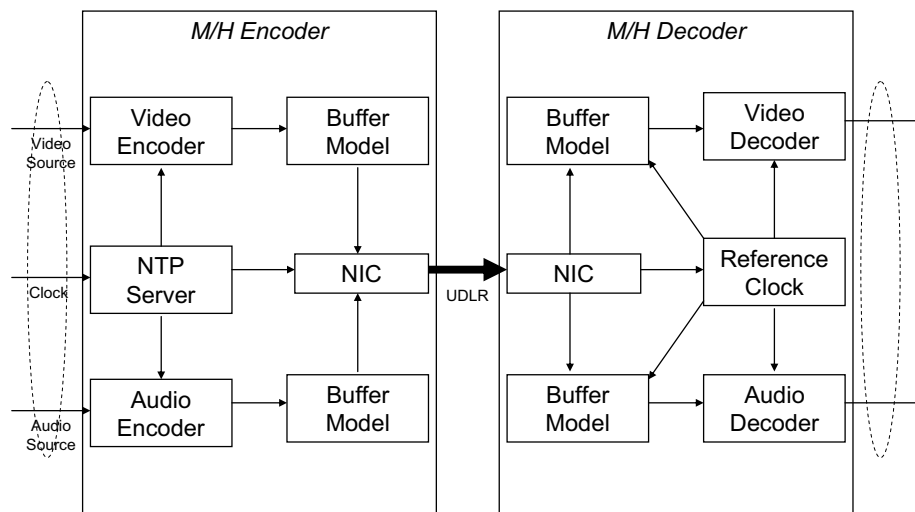 M/H Encoder
M/H Decoder
Video
Encoder
Buffer
Model
Buffer
Model
Video
Decoder
Video
Source
NTP
Server
NIC
UDLR
NIC
Reference
Clock
Clock
Audio
Encoder
Buffer
Model
Buffer
Model
Audio
Decoder
Audio
Source